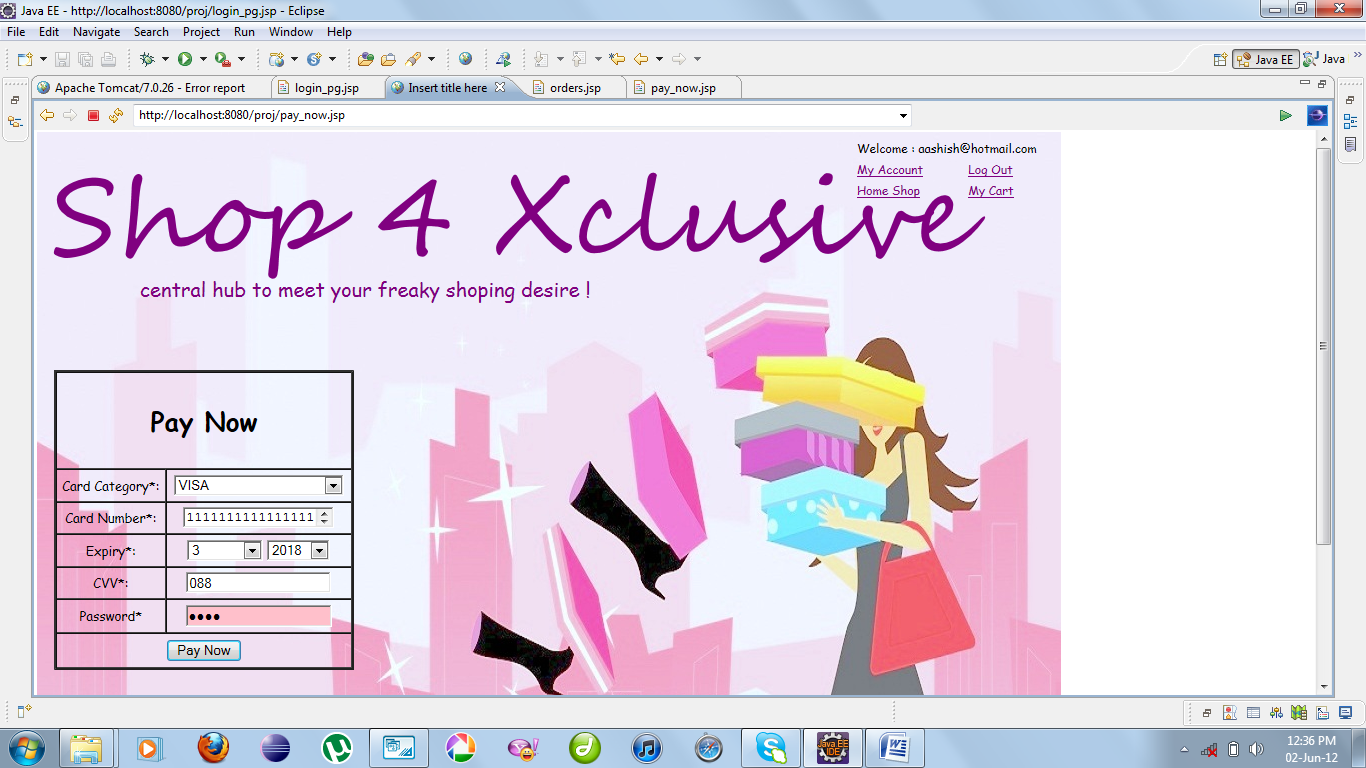 Java EE - http://localhost:8080/proj/login_pg.jsp - Eclipse
File Edit Navigate Search Project Run Window Help
Java EE Java
Apache Tomcat/7.0.26 - Error report login_pg.jsp Insert title here orders.jsp pay_now.jsp
http://localhost:8080/proj/pay_now.jsp
Welcome : aashish@hotmail.com
My Account Log Out
Home Shop My Cart
Shop 4 Xclusive
central hub to meet your freaky shoping desire !
Pay Now
Card Category*: VISA
Card Number*: 1111111111111111
Expiry*: 3 2018
CVV*: 088
Password* ●●●●
Pay Now
12:36 PM
02-Jun-12